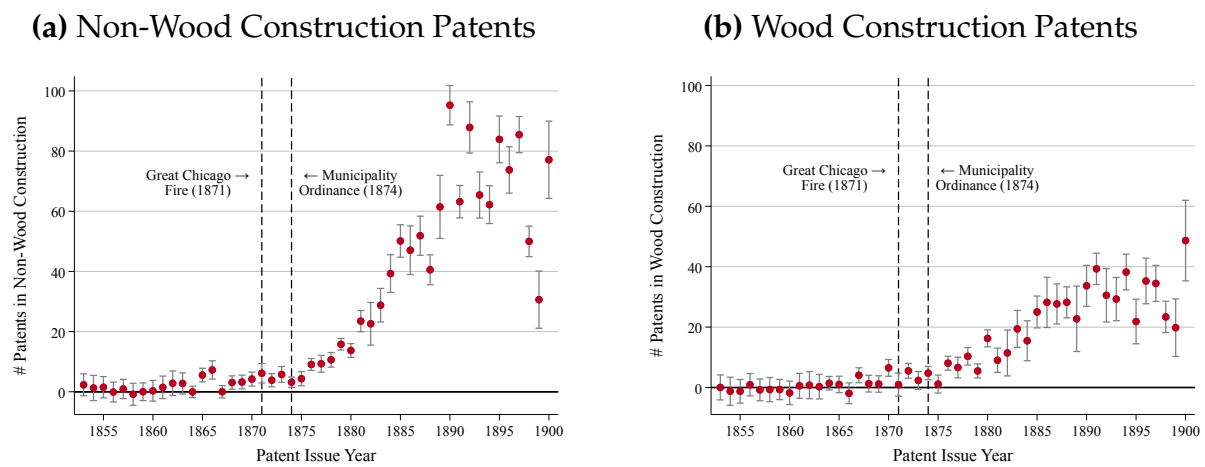 (a) Non-Wood Construction Patents
# Patents in Non-Wood Construction
100
80
60
40
20
0
Great Chicago →
Fire (1871)
← Municipality
Ordinance (1874)
1855 1860 1865 1870 1875 1880 1885 1890 1895 1900
Patent Issue Year
(b) Wood Construction Patents
# Patents in Wood Construction
100
80
60
40
20
0
Great Chicago →
Fire (1871)
← Municipality
Ordinance (1874)
1855 1860 1865 1870 1875 1880 1885 1890 1895 1900
Patent Issue Year